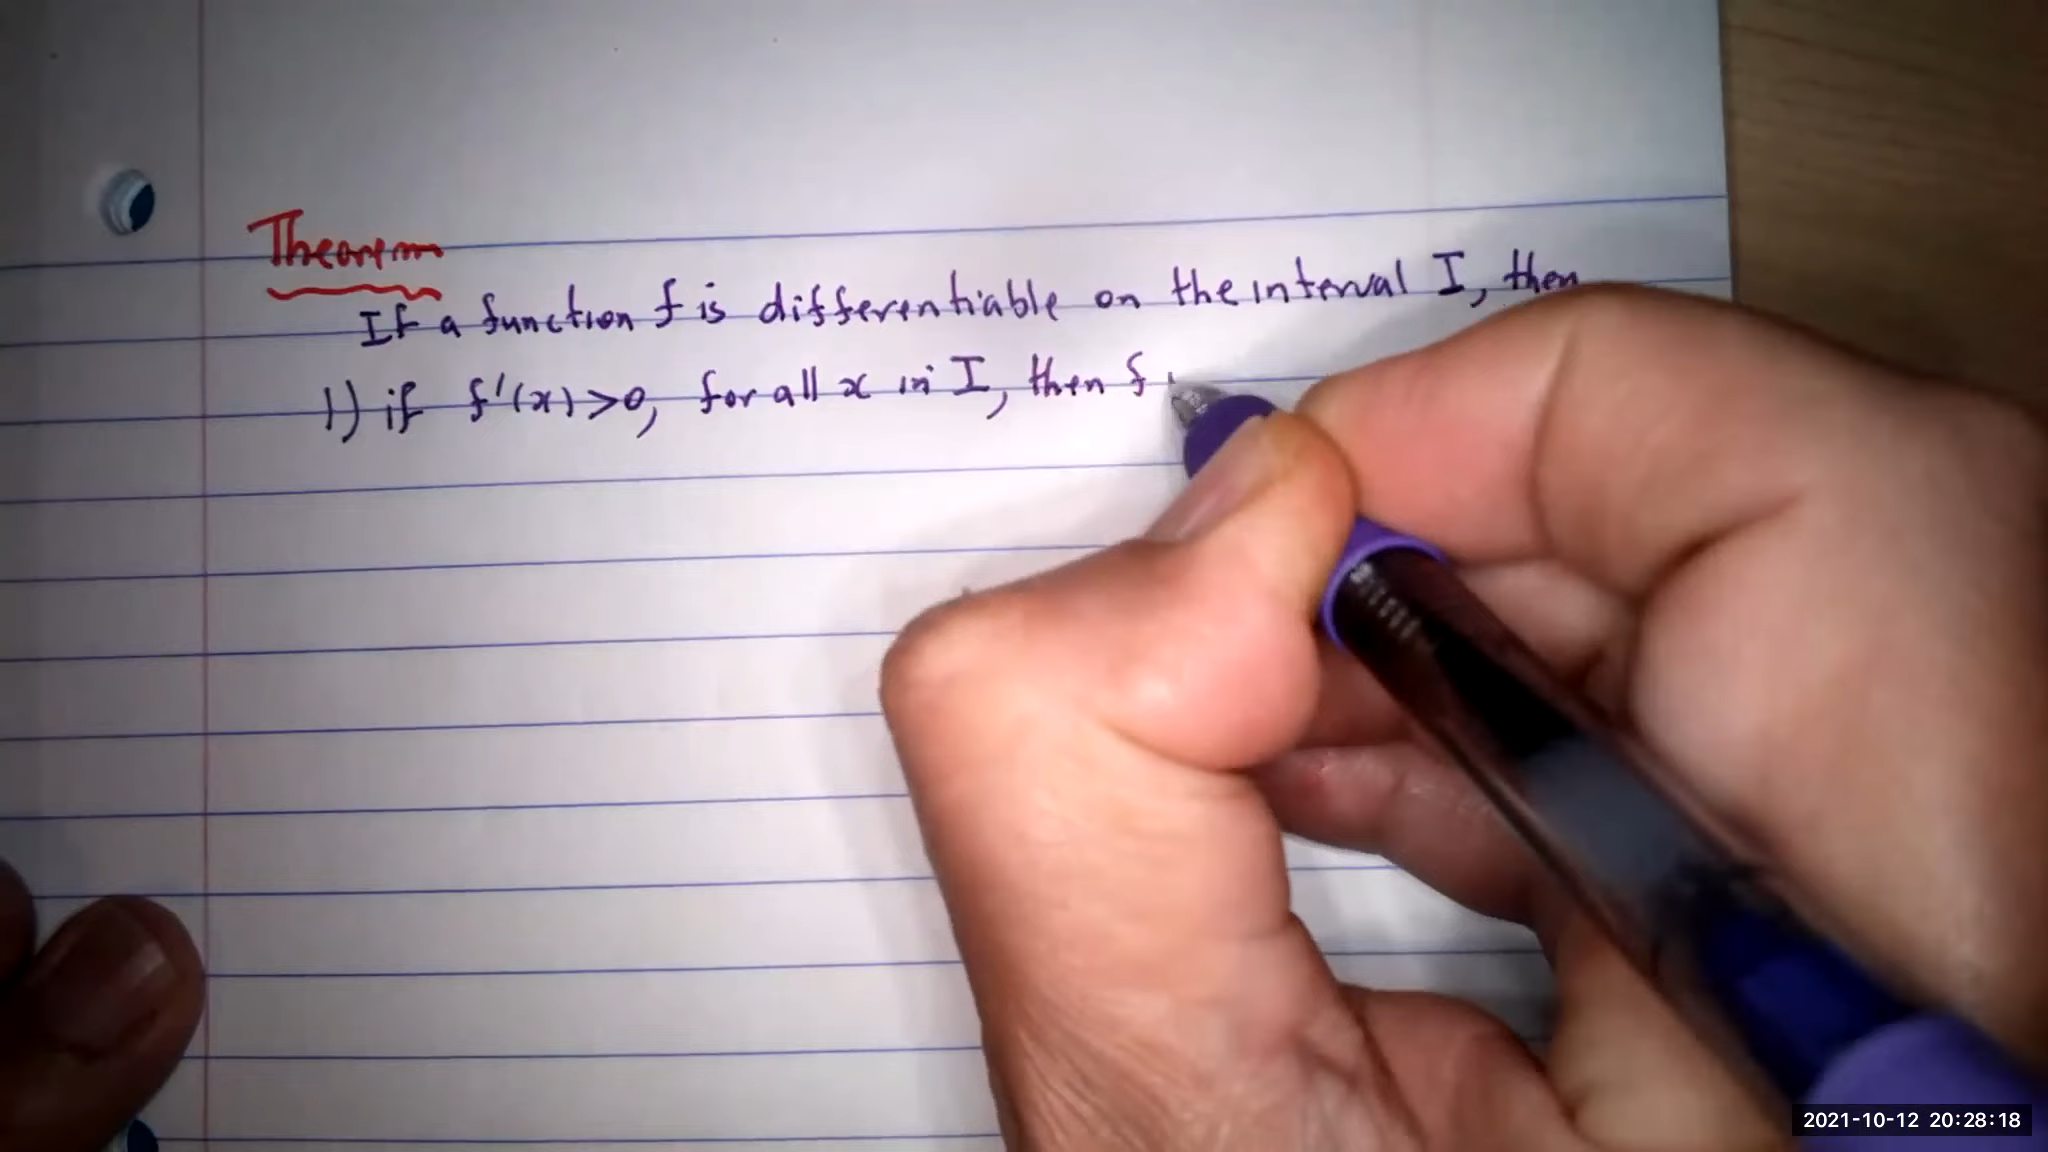 Theorem
If a function f is differentiable on the interval I, then
1) if f'(x) > 0, for all x in I, then f
2021-10-12 20:28:18